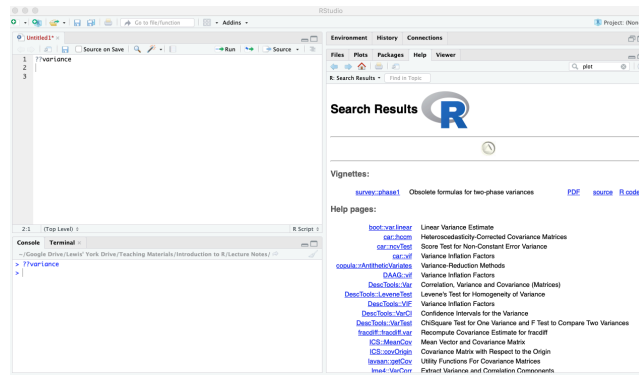 RStudio
Go to file/function
Addins
Project: (Non
Untitled1*
Source on Save
Run
Source
1 ??variance
2
3
2:1 (Top Level)
R Script
Console Terminal
~/Google Drive/Lewis' York Drive/Teaching Materials/Introduction to R/Lecture Notes/
> ??variance
>
Environment History Connections
Files Plots Packages Help Viewer
plot
R: Search Results Find in Topic
Search Results R
Vignettes:
survey::phase1 Obsolete formulas for two-phase variances PDF source R code
Help pages:
boot::var.linear Linear Variance Estimate
car::hccm Heteroscedasticity-Corrected Covariance Matrices
car::ncvTest Score Test for Non-Constant Error Variance
car::vif Variance Inflation Factors
copula::rAntitheticVariates Variance-Reduction Methods
DAAG::vif Variance Inflation Factors
DescTools::Var Correlation, Variance and Covariance (Matrices)
DescTools::LeveneTest Levene's Test for Homogeneity of Variance
DescTools::VIF Variance Inflation Factors
DescTools::VarCI Confidence Intervals for the Variance
DescTools::VarTest ChiSquare Test for One Variance and F Test to Compare Two Variances
fracdiff::fracdiff.var Recompute Covariance Estimate for fracdiff
ICS::MeanCov Mean Vector and Covariance Matrix
ICS::covOrigin Covariance Matrix with Respect to the Origin
lavaan::getCov Utility Functions For Covariance Matrices
lme4::VarCorr Extract Variance and Correlation Components